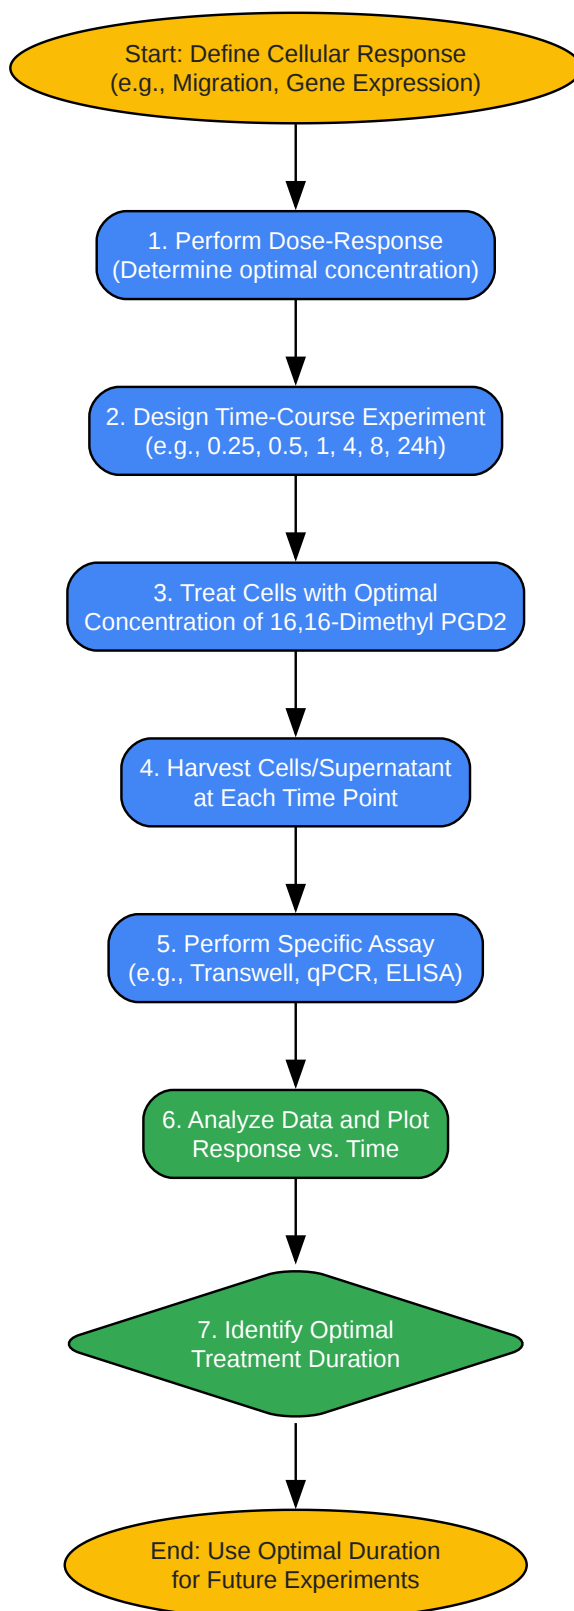 Start: Define Cellular Response
(e.g., Migration, Gene Expression)
1. Perform Dose-Response
(Determine optimal concentration)
2. Design Time-Course Experiment
(e.g., 0.25, 0.5, 1, 4, 8, 24h)
3. Treat Cells with Optimal
Concentration of 16,16-Dimethyl PGD2
4. Harvest Cells/Supernatant
at Each Time Point
5. Perform Specific Assay
(e.g., Transwell, qPCR, ELISA)
6. Analyze Data and Plot
Response vs. Time
7. Identify Optimal
Treatment Duration
End: Use Optimal Duration
for Future Experiments